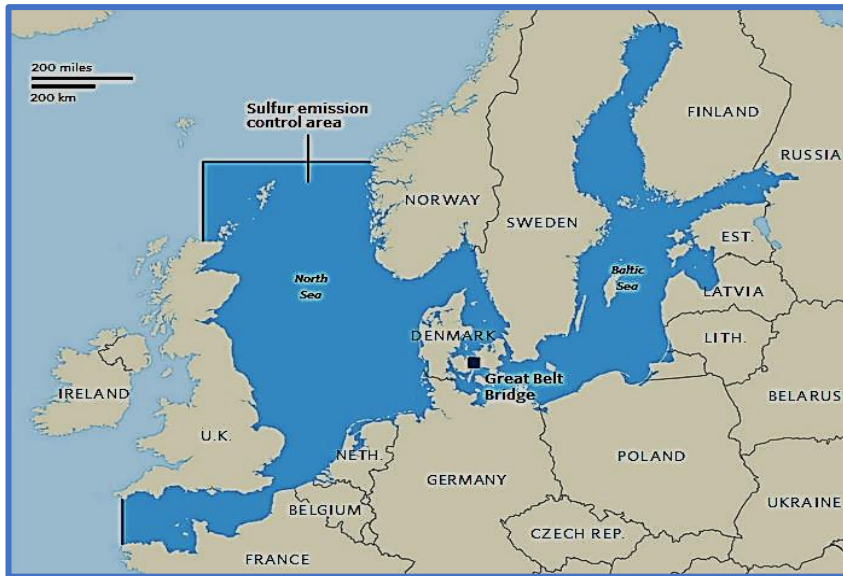 200 miles
200 km
Sulfur emission
control area
FINLAND
RUSSIA
NORWAY
SWEDEN
EST.
North
Sea
Baltic
Sea
LATVIA
DENMARK
LITH.
Great Belt
Bridge
IRELAND
BELARUS
U.K.
NETH.
POLAND
GERMANY
BELGIUM
UKRAINE
CZECH REP.
FRANCE